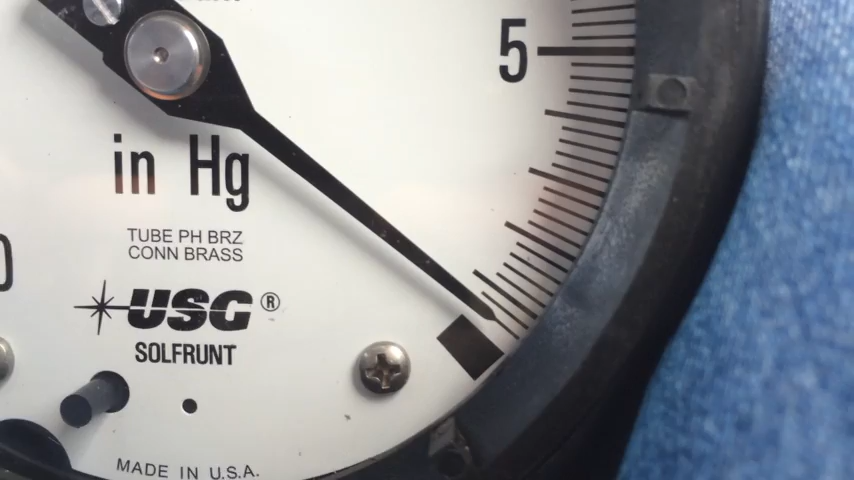 5
in Hg
TUBE PH BRZ
CONN BRASS
USG®
SOLFRUNT
MADE IN U.S.A.